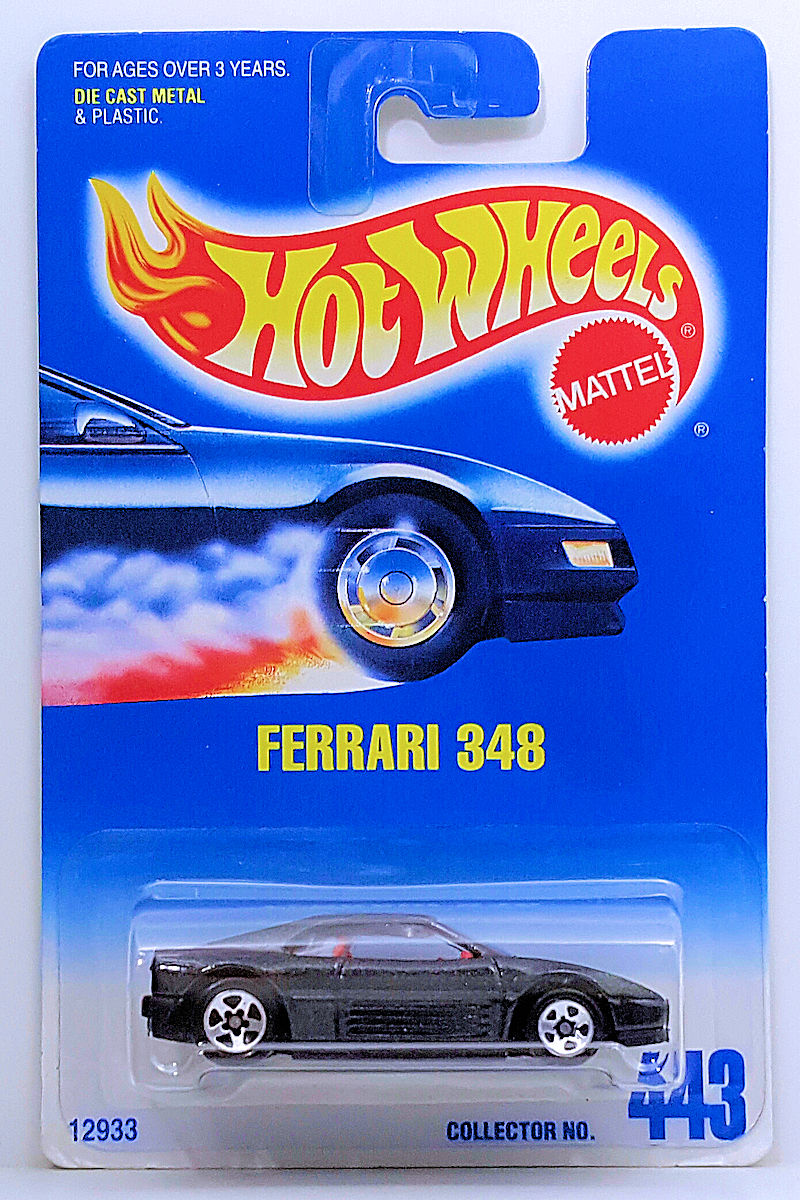 FOR AGES OVER 3 YEARS.
DIE CAST METAL
& PLASTIC.
HOT WHEELS ®
MATTEL
®
FERRARI 348
12933
COLLECTOR NO. 443